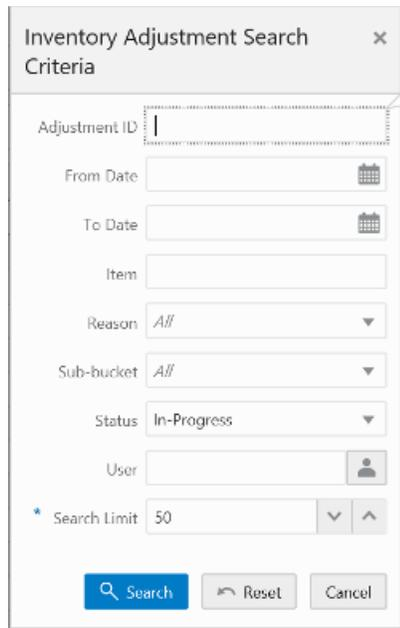 Inventory Adjustment Search
Criteria
Adjustment ID
From Date
To Date
Item
Reason All
Sub-bucket All
Status In-Progress
User
* Search Limit 50
Search Reset Cancel